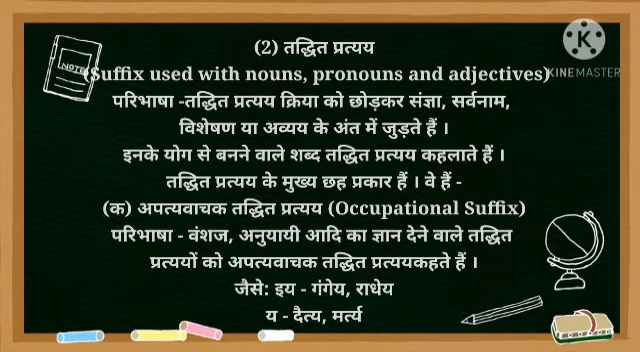 NOTE
KINEMASTER
(2) तद्धित प्रत्यय
(Suffix used with nouns, pronouns and adjectives)
परिभाषा -तद्धित प्रत्यय क्रिया को छोड़कर संज्ञा, सर्वनाम,
विशेषण या अव्यय के अंत में जुड़ते हैं ।
इनके योग से बनने वाले शब्द तद्धित प्रत्यय कहलाते हैं ।
तद्धित प्रत्यय के मुख्य छह प्रकार हैं । वे हैं -
(क) अपत्यवाचक तद्धित प्रत्यय (Occupational Suffix)
परिभाषा - वंशज, अनुयायी आदि का ज्ञान देने वाले तद्धित
प्रत्ययों को अपत्यवाचक तद्धित प्रत्ययकहते हैं ।
जैसे: इय - गंगेय, राधेय
य - दैत्य, मर्त्य